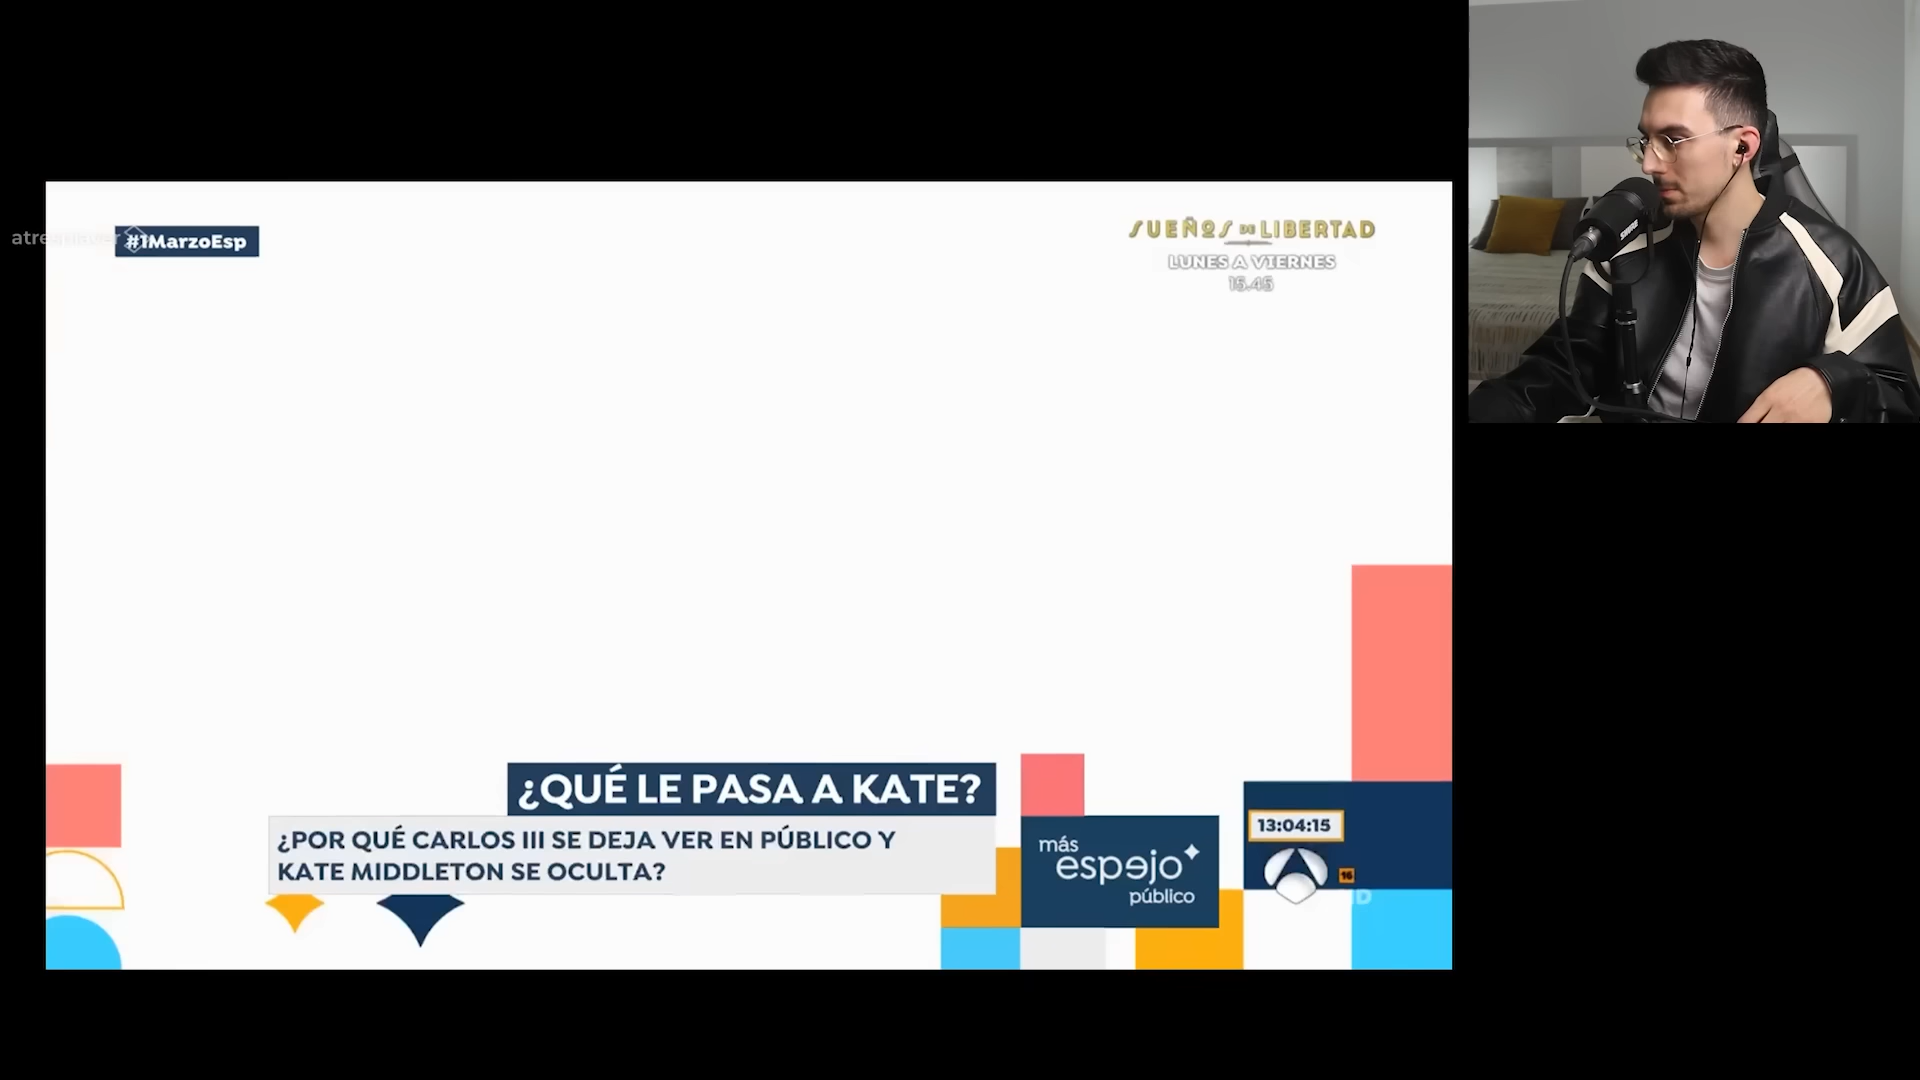 #1MarzoEsp
SUEÑOS DE LIBERTAD
LUNES A VIERNES
15.45
¿QUÉ LE PASA A KATE?
¿POR QUÉ CARLOS III SE DEJA VER EN PÚBLICO Y
KATE MIDDLETON SE OCULTA?
más
espejo
público
13:04:15
16